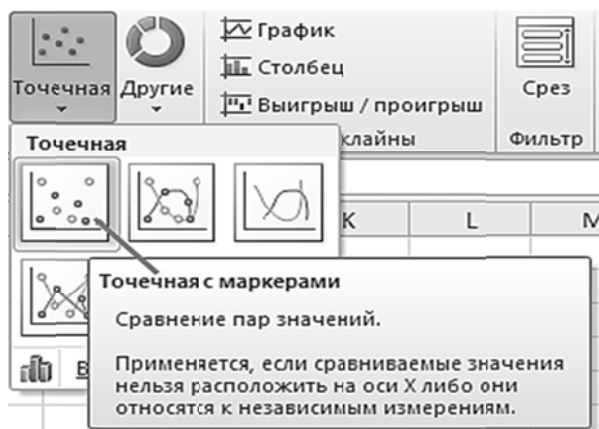 График
Столбец
Точечная Другие
Срез
Выигрыш / проигрыш
клайны
Фильтр
Точечная
K L
Точечная с маркерами
Сравнение пар значений.
Применяется, если сравниваемые значения
нельзя расположить на оси X либо они
относятся к независимым измерениям.